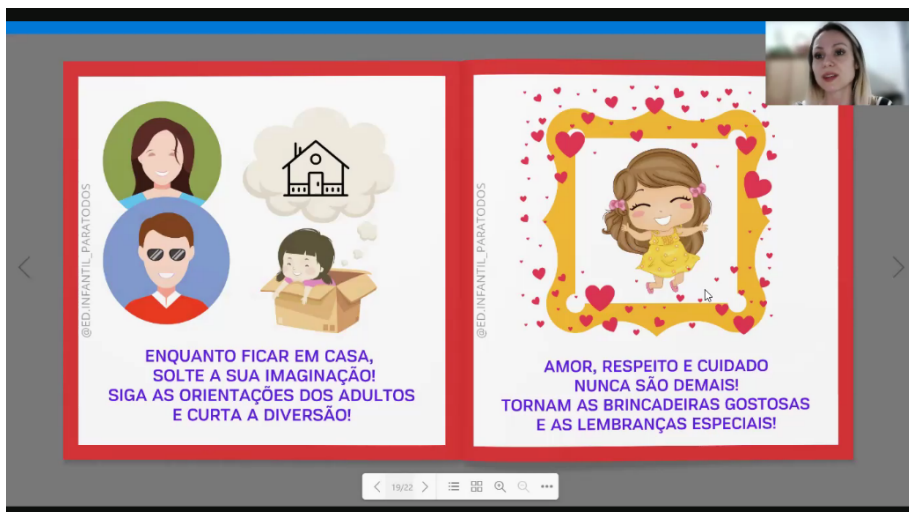 @ED.INFANTIL_PARATODOS
ENQUANTO FICAR EM CASA,
SOLTE A SUA IMAGINAÇÃO!
SIGA AS ORIENTAÇÕES DOS ADULTOS
E CURTA A DIVERSÃO!
@ED.INFANTIL_PARATODOS
AMOR, RESPEITO E CUIDADO
NUNCA SÃO DEMAIS!
TORNAM AS BRINCADEIRAS GOSTOSAS
E AS LEMBRANÇAS ESPECIAIS!
19/22